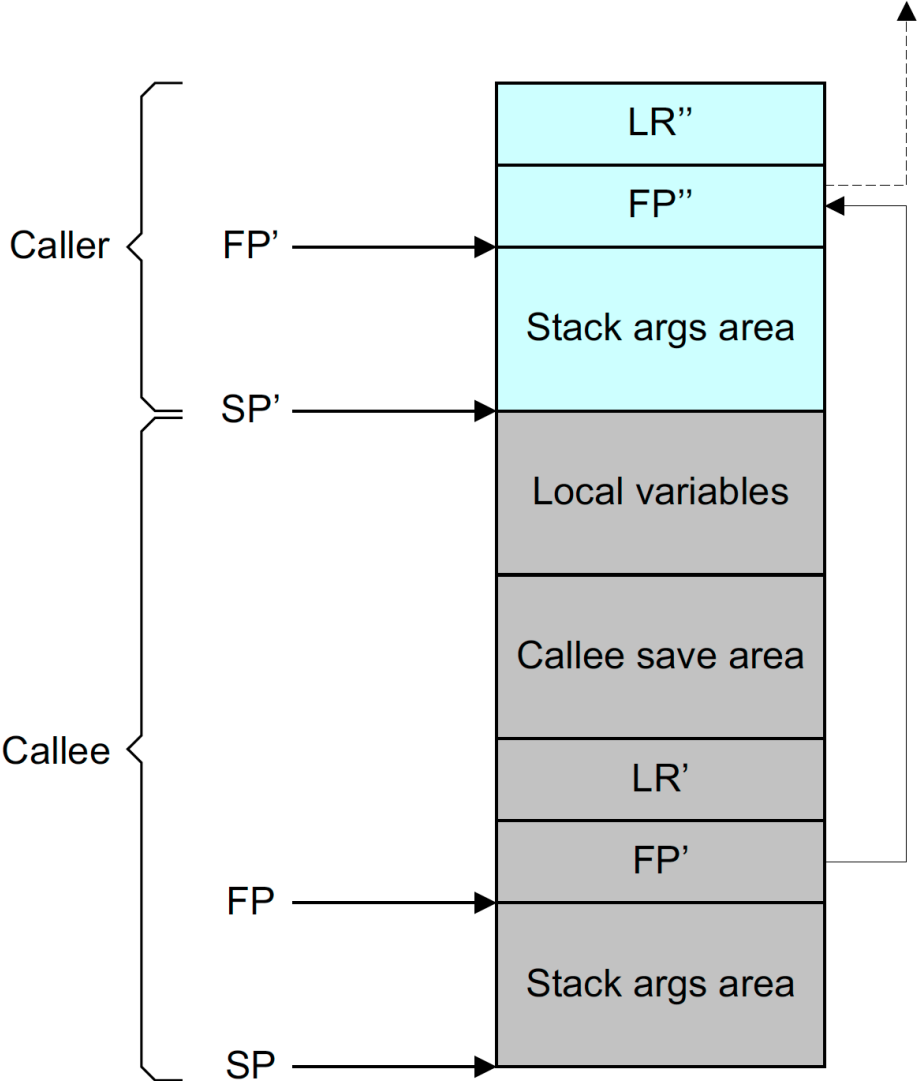 LR’’
FP’’
Caller
FP’
Stack args area
SP’
Local variables
Callee save area
Callee
LR’
FP’
FP
Stack args area
SP